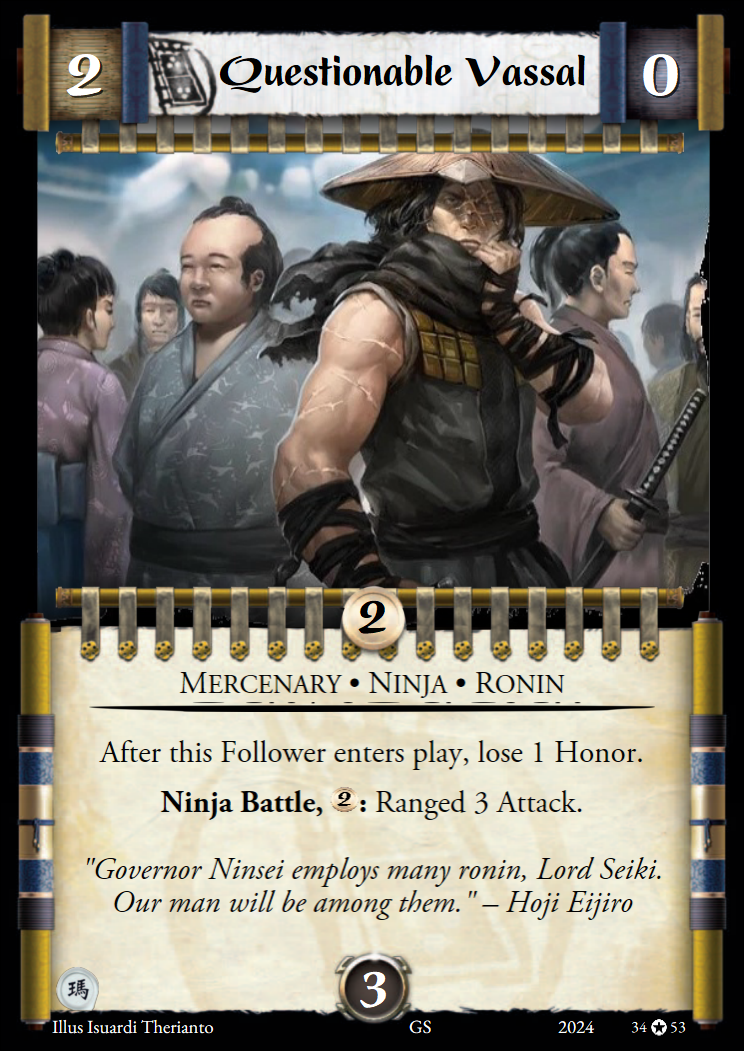 2 Questionable Vassal 0
2
Mercenary • Ninja • Ronin
After this Follower enters play, lose 1 Honor.
Ninja Battle, 2: Ranged 3 Attack.
"Governor Ninsei employs many ronin, Lord Seiki.
Our man will be among them." – Hoji Eijiro
瑪
3
Illus Isuardi Therianto GS 2024 34 ✪ 53